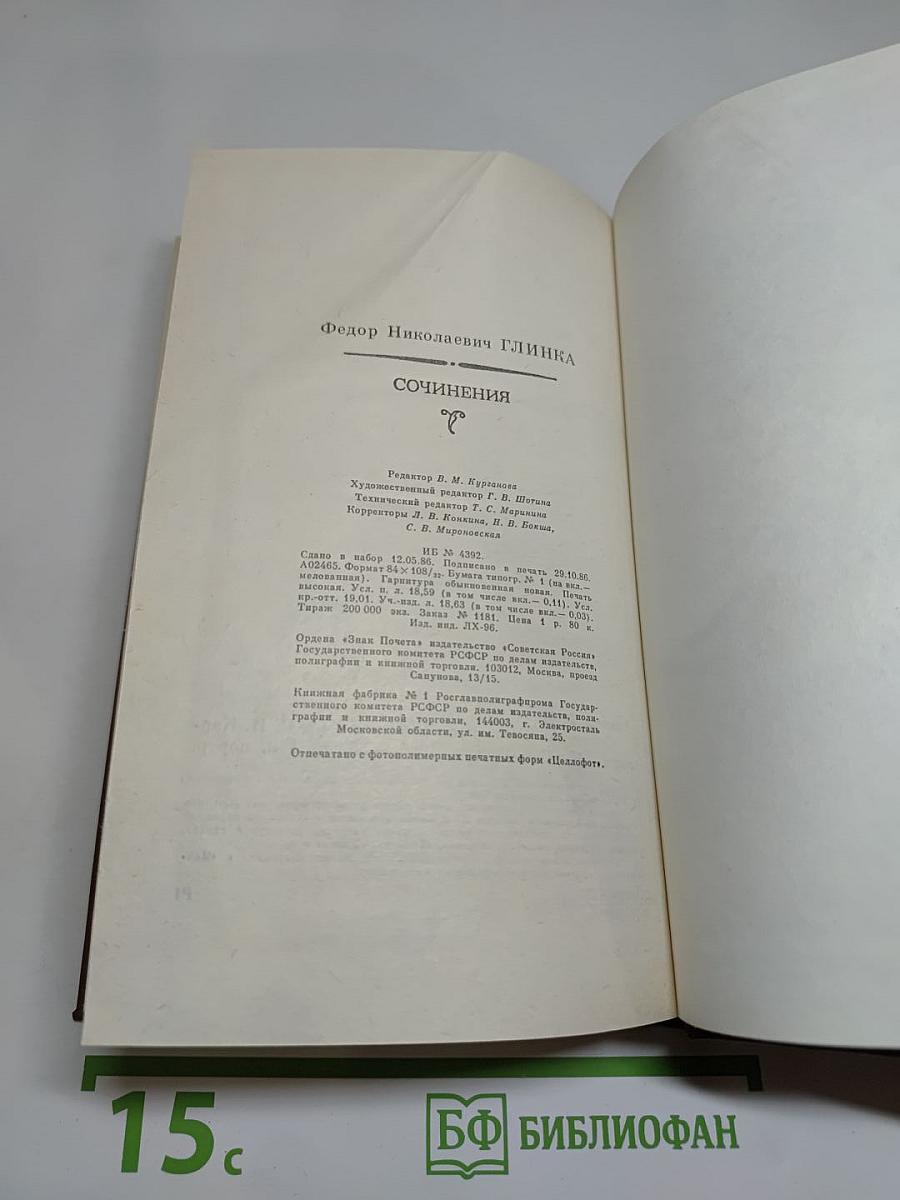 Федор Николаевич ГЛИНКА
СОЧИНЕНИЯ
Редактор В. М. Курганова
Художественный редактор Г. В. Шотина
Технический редактор Т. С. Маринина
Корректоры Л. В. Конкина, Н. В. Бокша,
С. В. Мироновская
ИБ № 4392.
Сдано в набор 12.05.86. Подписано в печать 29.10.86.
А02465. Формат 84×108/32. Бумага типогр. № 1 (на вкл.—
мелованная). Гарнитура обыкновенная новая. Печать
высокая. Усл. п. л. 18,59 (в том числе вкл.— 0,11). Усл.
кр.-отт. 19,01. Уч.-изд. л. 18,63 (в том числе вкл.— 0,03).
Тираж 200 000 экз. Заказ № 1181. Цена 1 р. 80 к.
Изд. инд. ЛХ-96.
Ордена «Знак Почета» издательство «Советская Россия»
Государственного комитета РСФСР по делам издательств,
полиграфии и книжной торговли. 103012, Москва, проезд
Сапунова, 13/15.
Книжная фабрика № 1 Росглавполиграфпрома Государ-
ственного комитета РСФСР по делам издательств, поли-
графии и книжной торговли, 144003, г. Электросталь
Московской области, ул. им. Тевосяна, 25.
Отпечатано с фотополимерных печатных форм «Целлофот».
15 с
БФ БИБЛИОФАН